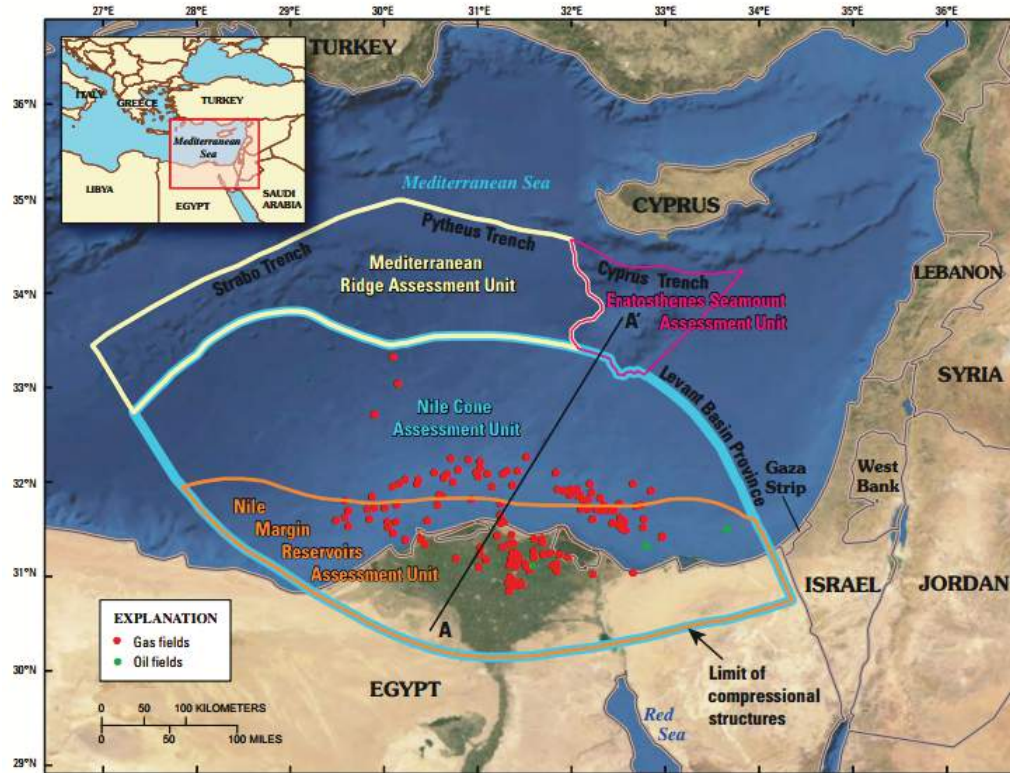 27°E 28°E 29°E 30°E 31°E 32°E 33°E 34°E 35°E 36°E
TURKEY
ITALY
GREECE
TURKEY
Mediterranean
Sea
LIBYA
EGYPT
SAUDI
ARABIA
36°N
35°N
34°N
33°N
32°N
31°N
30°N
29°N
Mediterranean Sea
CYPRUS
Strabo Trench
Pytheus Trench
Cyprus Trench
Mediterranean
Ridge Assessment Unit
Eratosthenes Seamount
Assessment Unit
A'
LEBANON
SYRIA
Levant Basin Province
Nile Cone
Assessment Unit
Gaza
Strip
West
Bank
Nile
Margin
Reservoirs
Assessment Unit
ISRAEL
JORDAN
A
EXPLANATION
Gas fields
Oil fields
EGYPT
Limit of
compressional
structures
Red
Sea
0 50 100 KILOMETERS
0 50 100 MILES